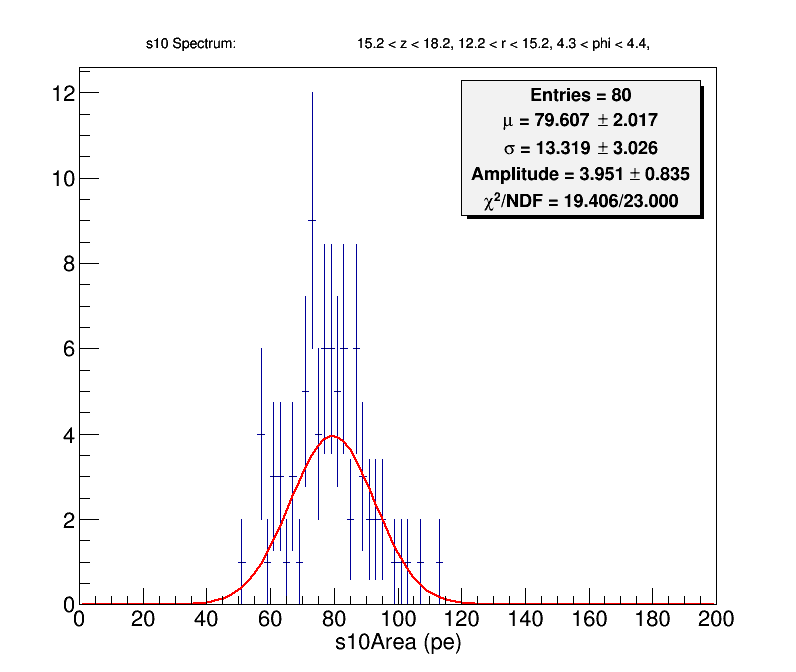 s10 Spectrum: 15.2 < z < 18.2, 12.2 < r < 15.2, 4.3 < phi < 4.4,
Entries = 80
μ = 79.607 ± 2.017
σ = 13.319 ± 3.026
Amplitude = 3.951 ± 0.835
χ²/NDF = 19.406/23.000
12
10
8
6
4
2
0
0 20 40 60 80 100 120 140 160 180 200
s10Area (pe)